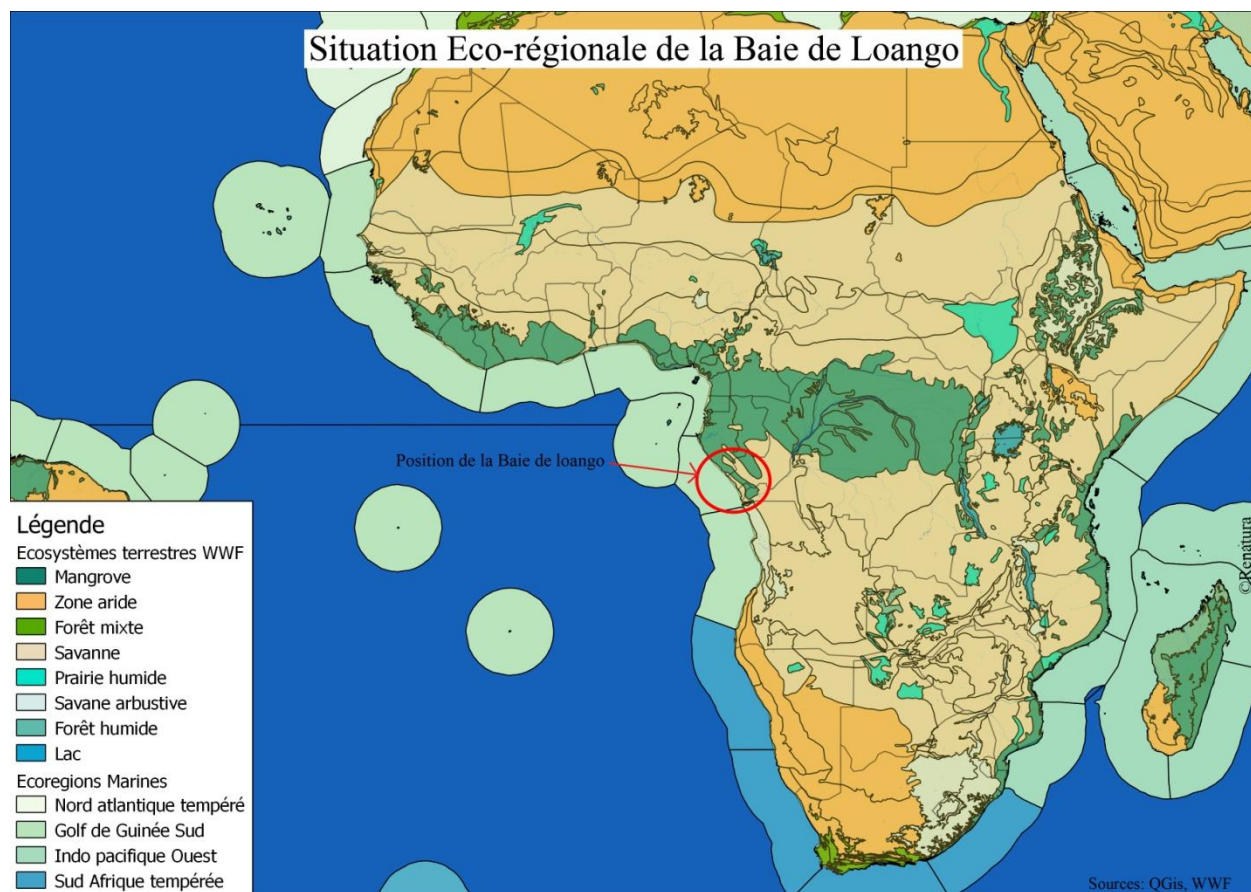 Situation Eco-régionale de la Baie de Loango
Position de la Baie de loango
Légende
Ecosystèmes terrestres WWF
Mangrove
Zone aride
Forêt mixte
Savanne
Prairie humide
Savane arbustive
Forêt humide
Lac
Ecoregions Marines
Nord atlantique tempéré
Golf de Guinée Sud
Indo pacifique Ouest
Sud Afrique tempérée
©Renatura
Sources: QGis, WWF